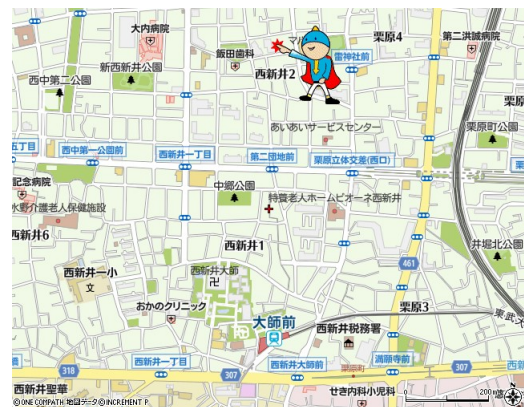 大内病院
飯田歯科
マル
栗原4
第二洪誠病院
新西新井公園
雷神社前
西中第二公園
西新井2
あいあいサービスセンター
栗原町公園
五丁目
西中第一公園前
西新井一丁目
第二団地前
栗原立体交差(西口)
栗
記念病院
中郷公園
特養老人ホームピオーネ西新井
水野介護老人保健施設
西新井6
西新井1
井堀北公園
西新井一小
西新井大師
461
おかのクリニック
307
栗原3
大師前
西新井税務署
東武大
西新井一丁目
西新井大師前
満願寺前
318
307
307
西新井聖華
せき内科小児科
200m
©ONE COMPATH 地図データ©INCREMENT P